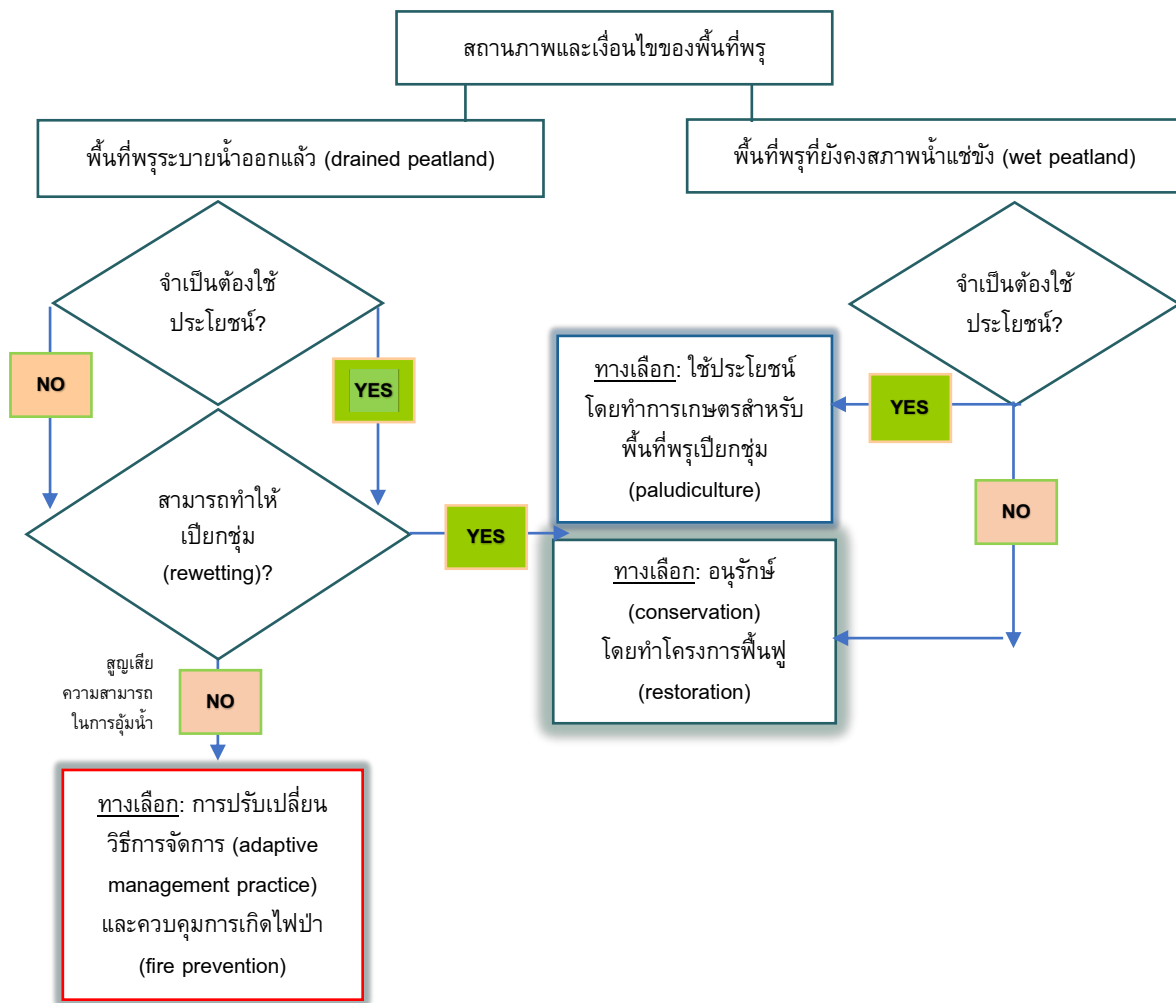 สถานภาพและเงื่อนไขของพื้นที่พรุ
พื้นที่พรุระบายน้ำออกแล้ว (drained peatland)
พื้นที่พรุที่ยังคงสภาพน้ำแช่ขัง (wet peatland)
จำเป็นต้องใช้
ประโยชน์?
จำเป็นต้องใช้
ประโยชน์?
NO
YES
ทางเลือก: ใช้ประโยชน์
โดยทำการเกษตรสำหรับ
พื้นที่พรุเปียกชุ่ม
(paludiculture)
YES
NO
สามารถทำให้
เปียกชุ่ม
(rewetting)?
YES
ทางเลือก: อนุรักษ์
(conservation)
โดยทำโครงการฟื้นฟู
(restoration)
สูญเสีย
ความสามารถ
ในการอุ้มน้ำ
NO
ทางเลือก: การปรับเปลี่ยน
วิธีการจัดการ (adaptive
management practice)
และควบคุมการเกิดไฟป่า
(fire prevention)